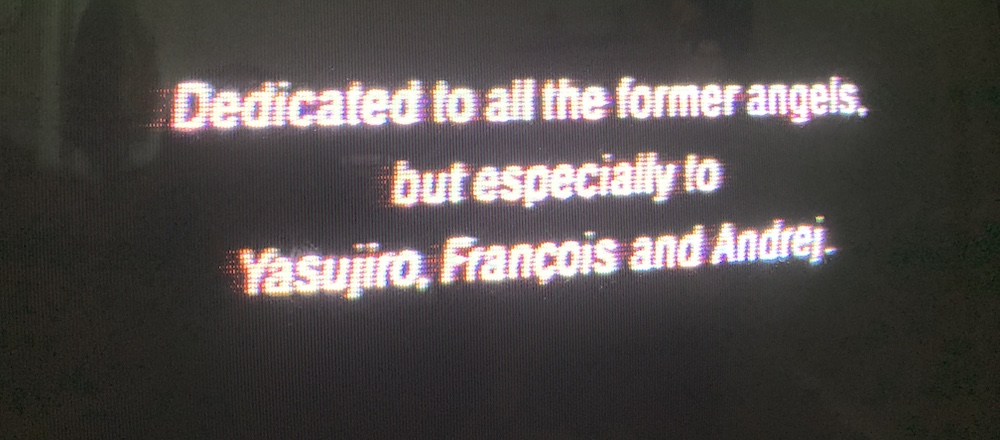 Dedicated to all the former angels,
but especially to
Yasujiro, François and Andrej.